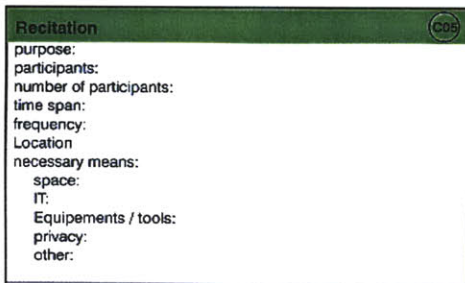 Recitation C05
purpose:
participants:
number of participants:
time span:
frequency:
Location
necessary means:
space:
IT:
Equipements / tools:
privacy:
other: